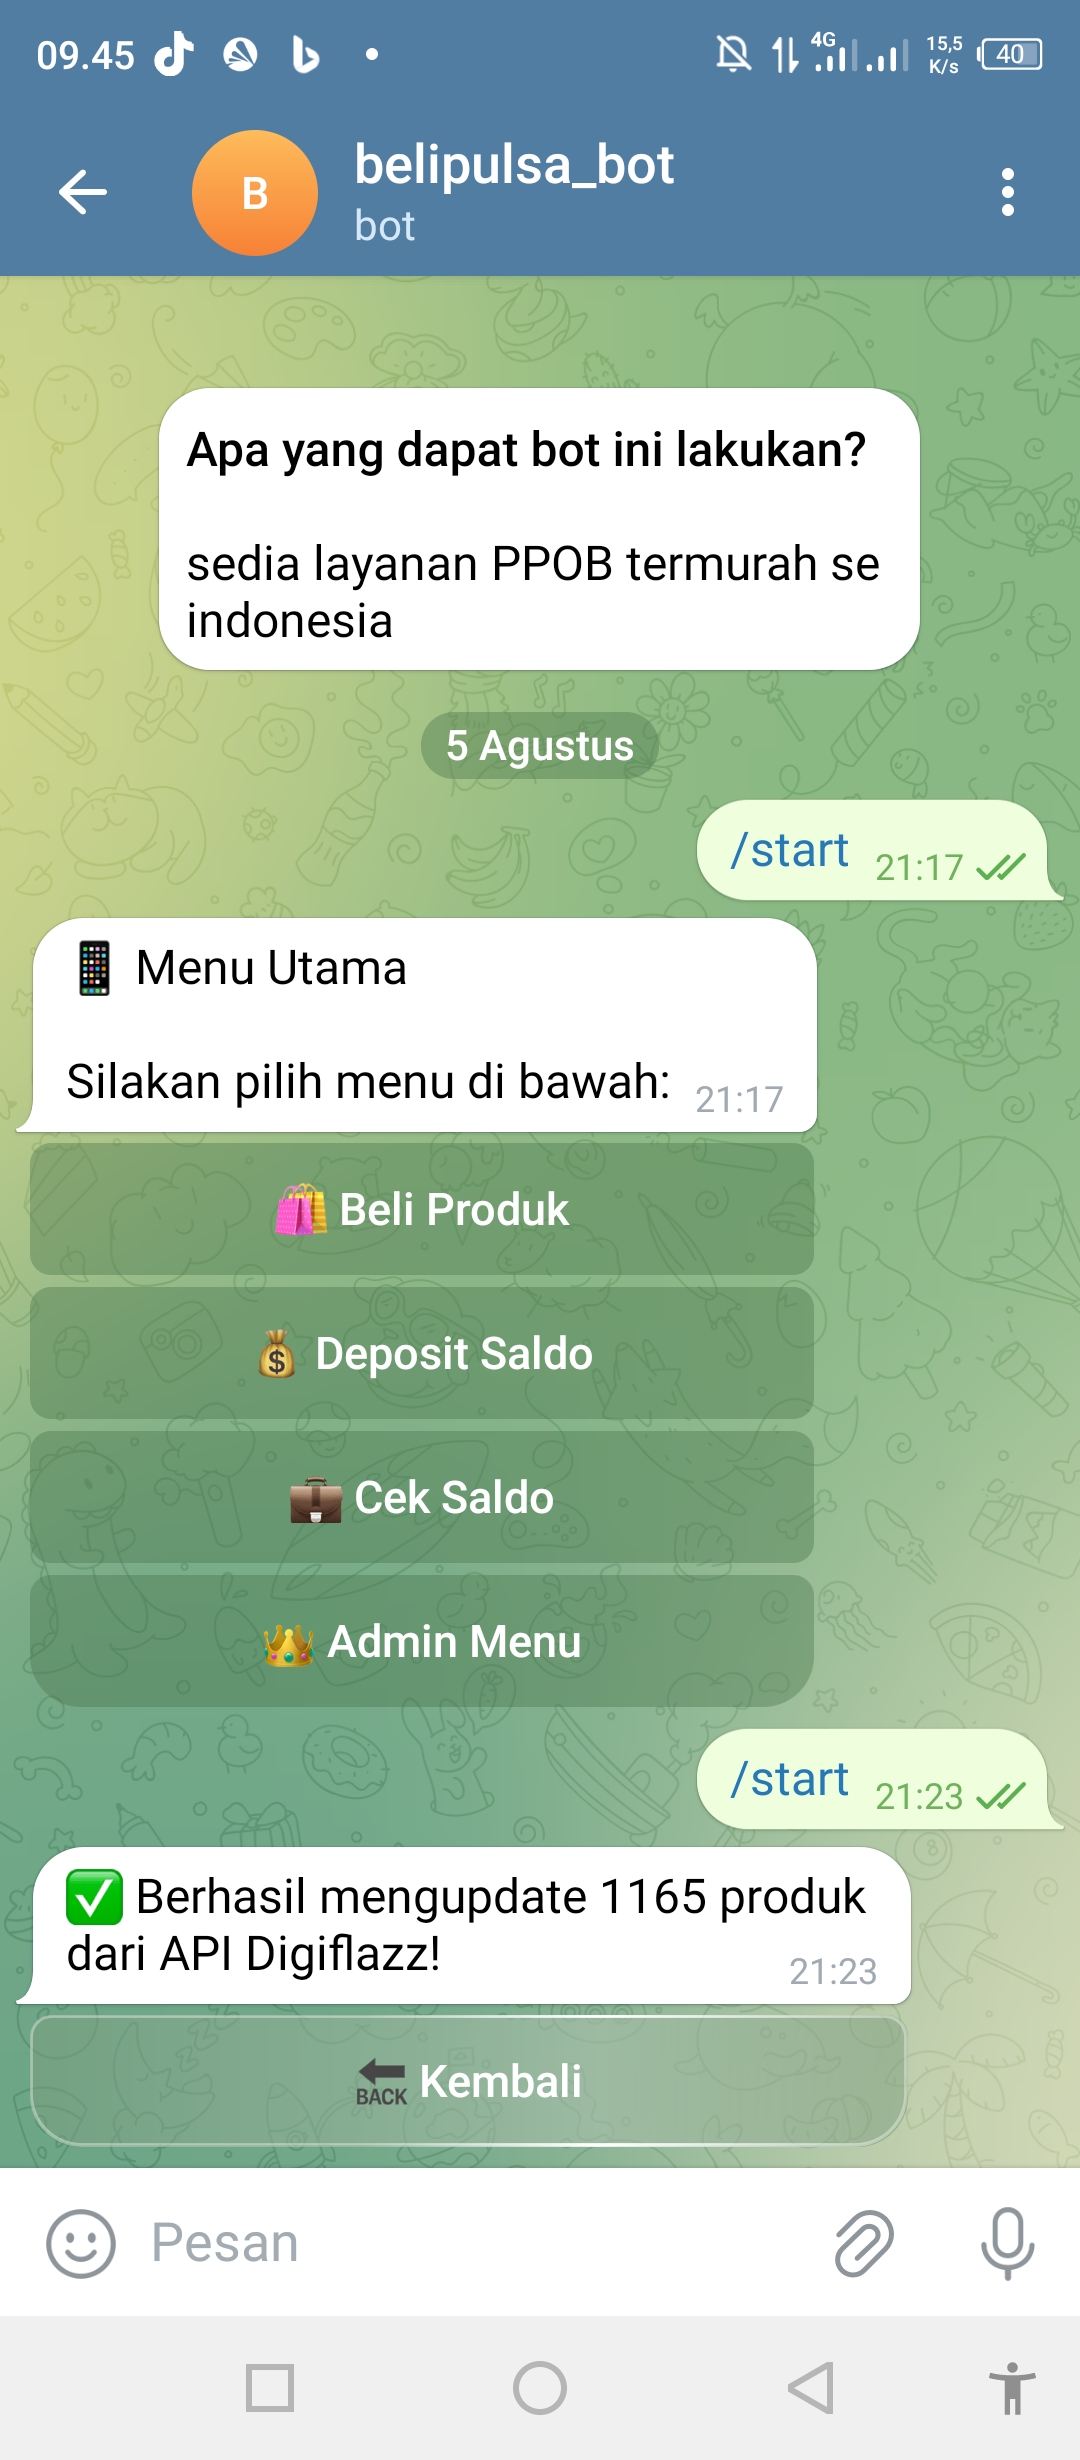 09.45
4G
15,5
K/s
40
B
belipulsa_bot
bot
Apa yang dapat bot ini lakukan?
sedia layanan PPOB termurah se
indonesia
5 Agustus
/start 21:17
📱 Menu Utama
Silakan pilih menu di bawah: 21:17
🛍️ Beli Produk
💰 Deposit Saldo
💼 Cek Saldo
👑 Admin Menu
/start 21:23
✅ Berhasil mengupdate 1165 produk
dari API Digiflazz! 21:23
🔙 Kembali
Pesan